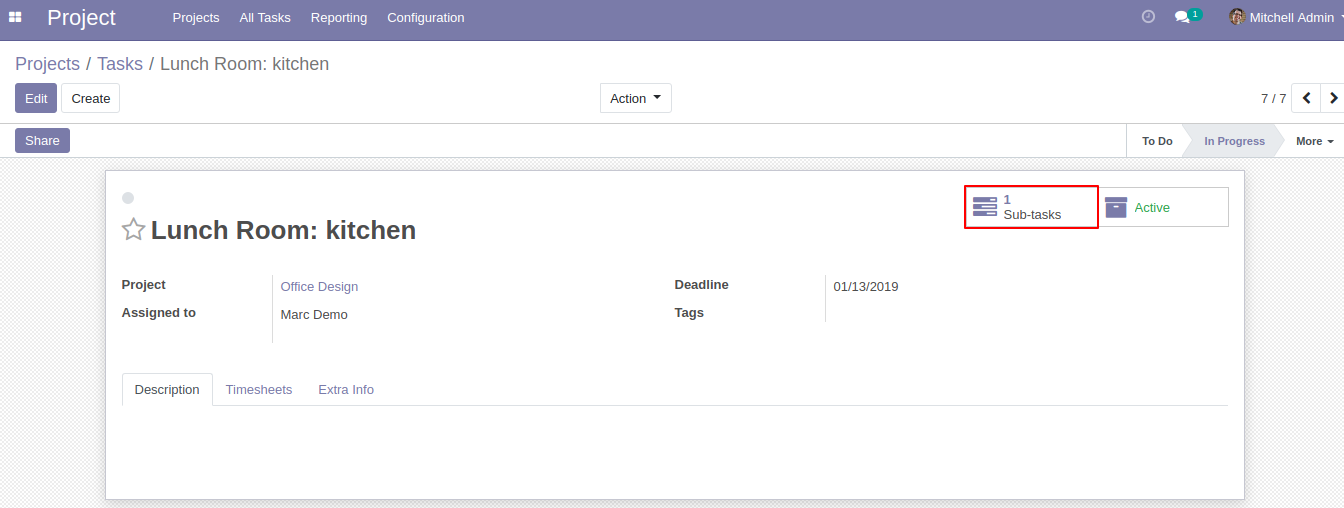 Project Projects All Tasks Reporting Configuration 1 Mitchell Admin
Projects / Tasks / Lunch Room: kitchen
Edit Create Action 7 / 7
Share To Do In Progress More
1
Sub-tasks Active
Lunch Room: kitchen
Project Office Design Deadline 01/13/2019
Assigned to Marc Demo Tags
Description Timesheets Extra Info